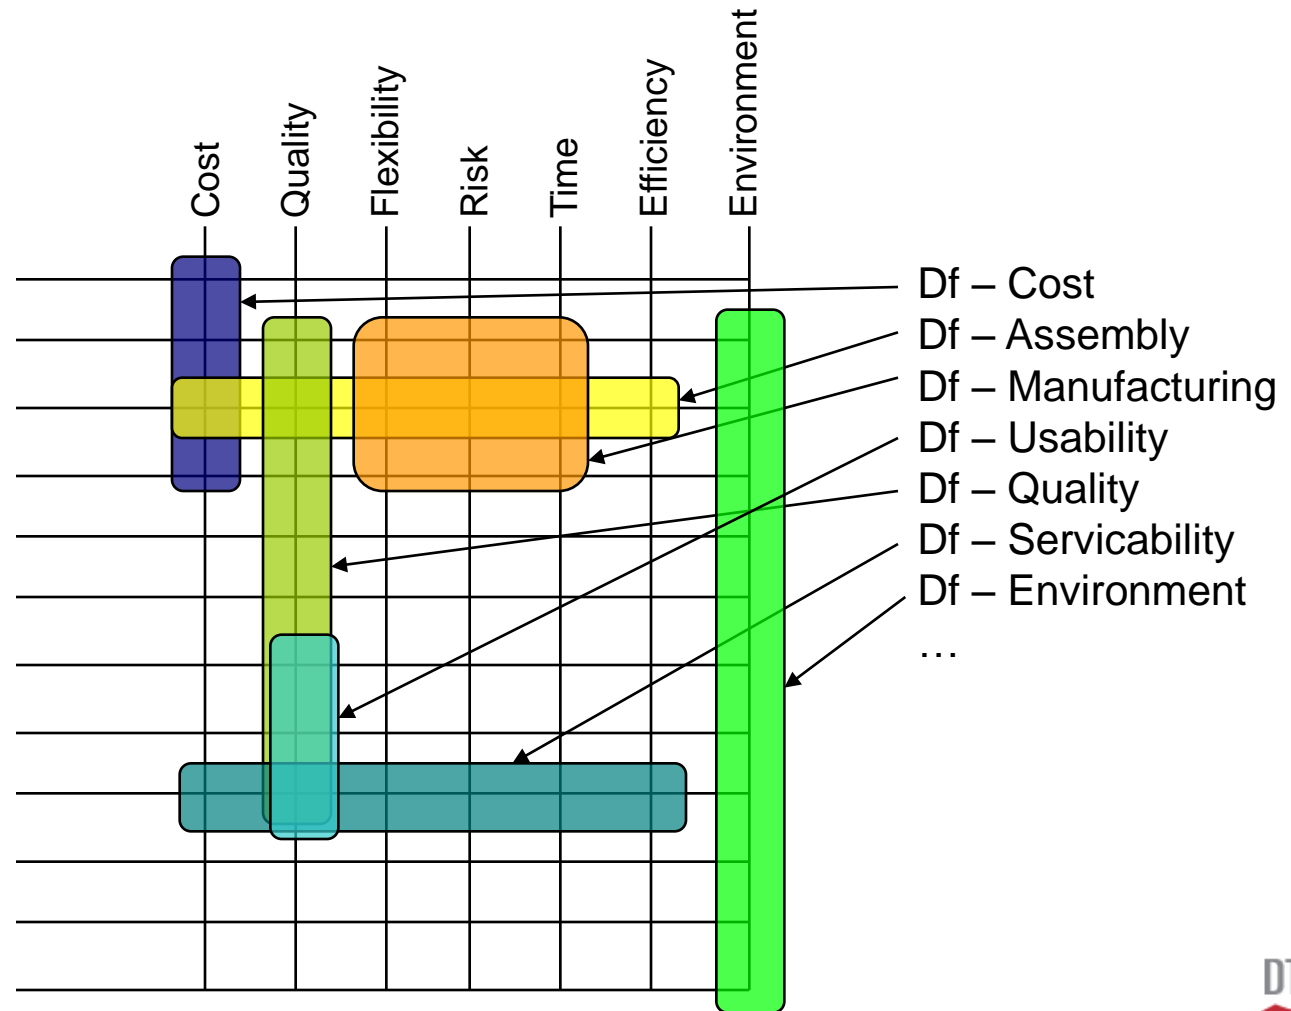 Cost
Quality
Flexibility
Risk
Time
Efficiency
Environment
Df – Cost
Df – Assembly
Df – Manufacturing
Df – Usability
Df – Quality
Df – Servicability
Df – Environment
…